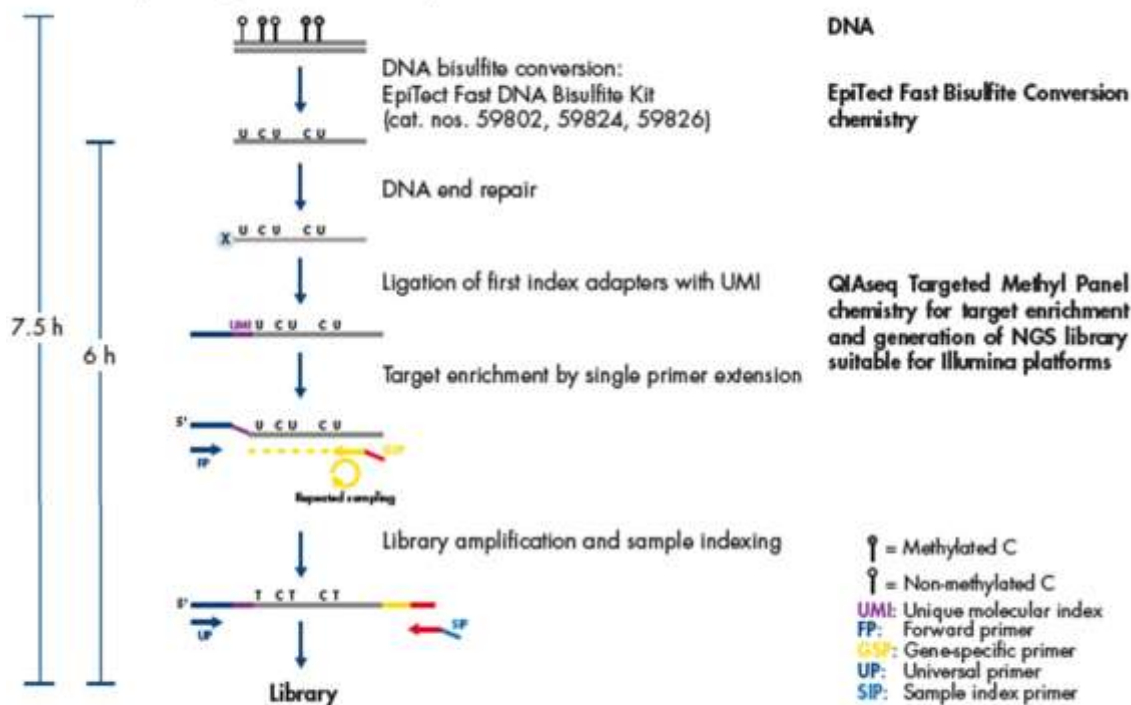 DNA
DNA bisulfite conversion:
EpiTect Fast DNA Bisulfite Kit
(cat. nos. 59802, 59824, 59826)
EpiTect Fast Bisulfite Conversion
chemistry
U C U C U
DNA end repair
X
U C U C U
Ligation of first index adapters with UMI
QIAseq Targeted Methyl Panel
chemistry for target enrichment
and generation of NGS library
suitable for Illumina platforms
7.5 h
6 h
UMI U C U C U
Target enrichment by single primer extension
5'
U C U C U
FP
GSP
Repeated sampling
Library amplification and sample indexing
5'
T C T C T
UP
SIP
Library
= Methylated C
= Non-methylated C
UMI: Unique molecular index
FP: Forward primer
GSP: Gene-specific primer
UP: Universal primer
SIP: Sample index primer